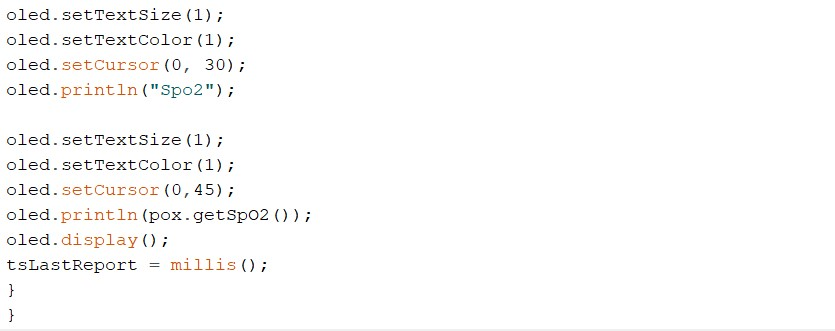 oled.setTextSize(1);
oled.setTextColor(1);
oled.setCursor(0, 30);
oled.println("Spo2");
oled.setTextSize(1);
oled.setTextColor(1);
oled.setCursor(0,45);
oled.println(pox.getSpO2());
oled.display();
tsLastReport = millis();
}
}